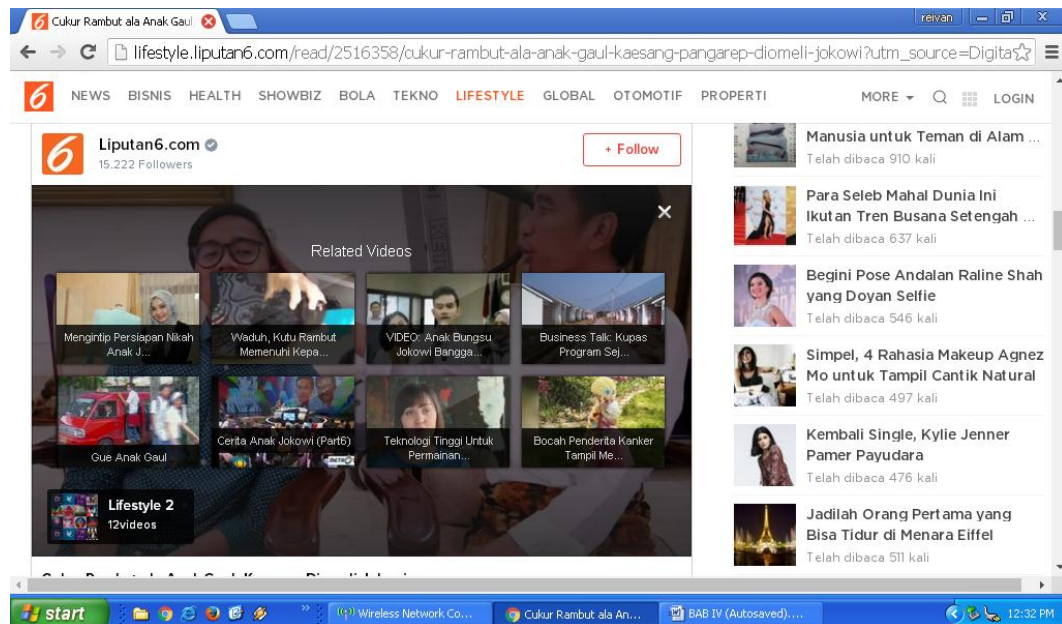 Cukur Rambut ala Anak Gaul
reivan
lifestyle.liputan6.com/read/2516358/cukur-rambut-ala-anak-gaul-kaesang-pangarep-diomeli-jokowi?utm_source=Digita
6 NEWS BISNIS HEALTH SHOWBIZ BOLA TEKNO LIFESTYLE GLOBAL OTOMOTIF PROPERTI MORE LOGIN
6
Liputan6.com
15.222 Followers
+ Follow
Related Videos
Mengintip Persiapan Nikah
Anak J...
Waduh, Kutu Rambut
Memenuhi Kepa...
VIDEO: Anak Bungsu
Jokowi Bangga...
Business Talk: Kupas
Program Sej...
Gue Anak Gaul
Cerita Anak Jokowi (Part6)
Teknologi Tinggi Untuk
Permainan...
Bocah Penderita Kanker
Tampil Me...
Lifestyle 2
12videos
Manusia untuk Teman di Alam ...
Telah dibaca 910 kali
Para Seleb Mahal Dunia Ini
Ikutan Tren Busana Setengah ...
Telah dibaca 637 kali
Begini Pose Andalan Raline Shah
yang Doyan Selfie
Telah dibaca 546 kali
Simpel, 4 Rahasia Makeup Agnez
Mo untuk Tampil Cantik Natural
Telah dibaca 497 kali
Kembali Single, Kylie Jenner
Pamer Payudara
Telah dibaca 476 kali
Jadilah Orang Pertama yang
Bisa Tidur di Menara Eiffel
Telah dibaca 511 kali
start
Wireless Network Co...
Cukur Rambut ala An...
BAB IV (Autosaved)....
12:32 PM